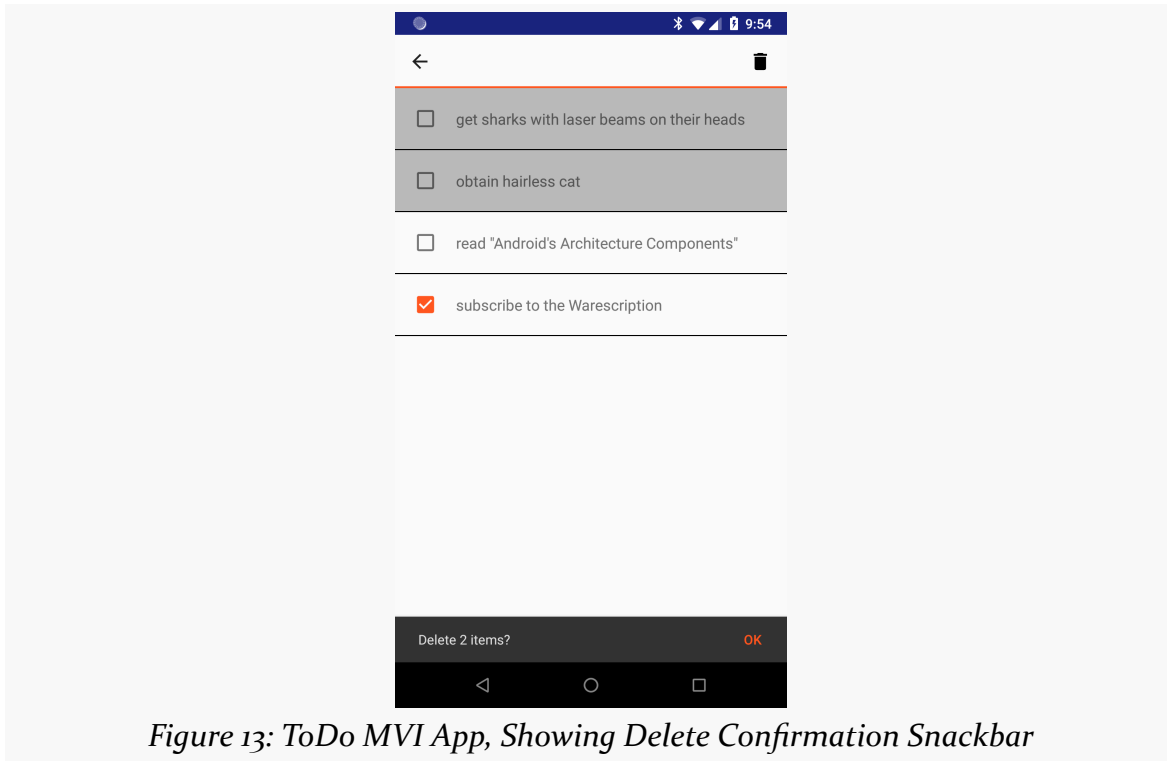 9:54
get sharks with laser beams on their heads
obtain hairless cat
read "Android's Architecture Components"
subscribe to the Warescription
Delete 2 items?
OK
Figure 13: ToDo MVI App, Showing Delete Confirmation Snackbar